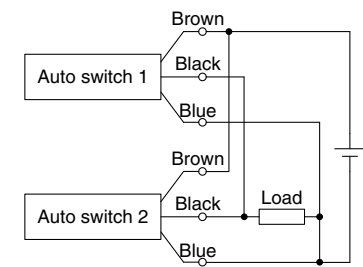 Brown
Auto switch 1
Black
Blue
Brown
Auto switch 2
Black
Load
Blue